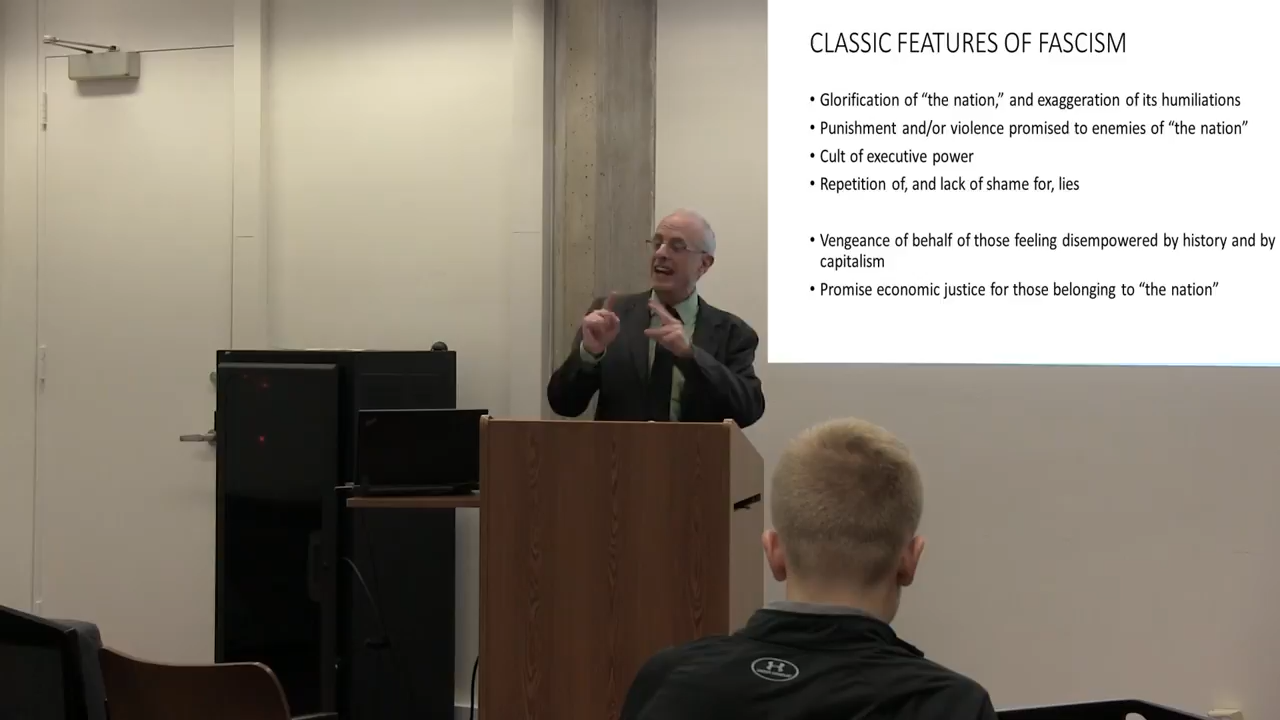 CLASSIC FEATURES OF FASCISM
• Glorification of “the nation,” and exaggeration of its humiliations
• Punishment and/or violence promised to enemies of “the nation”
• Cult of executive power
• Repetition of, and lack of shame for, lies
• Vengeance of behalf of those feeling disempowered by history and by
capitalism
• Promise economic justice for those belonging to “the nation”
UNDER ARMOUR